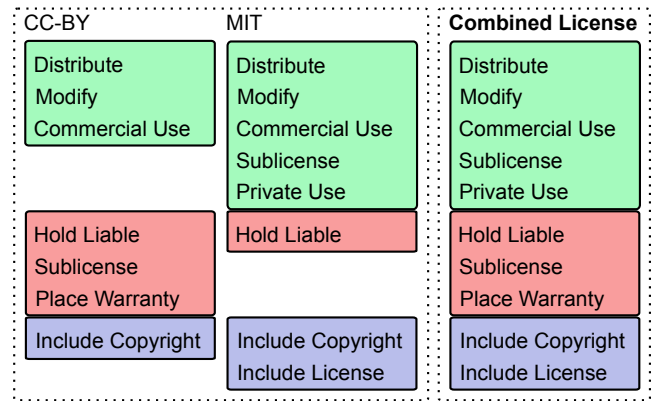 CC-BY
Distribute
Modify
Commercial Use
Hold Liable
Sublicense
Place Warranty
Include Copyright
MIT
Distribute
Modify
Commercial Use
Sublicense
Private Use
Hold Liable
Include Copyright
Include License
Combined License
Distribute
Modify
Commercial Use
Sublicense
Private Use
Hold Liable
Sublicense
Place Warranty
Include Copyright
Include License